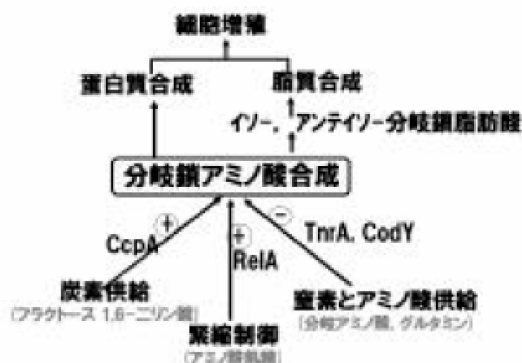 細胞増殖
蛋白質合成
脂質合成
イソー, アンテイソー分岐鎖脂肪酸
分岐鎖アミノ酸合成
+
+
−
CcpA
RelA
TnrA, CodY
炭素供給
(フラクトース 1,6-ニリン酸)
緊縮制御
(アミノ酸飢餓)
窒素とアミノ酸供給
(分岐アミノ酸, グルタミン)